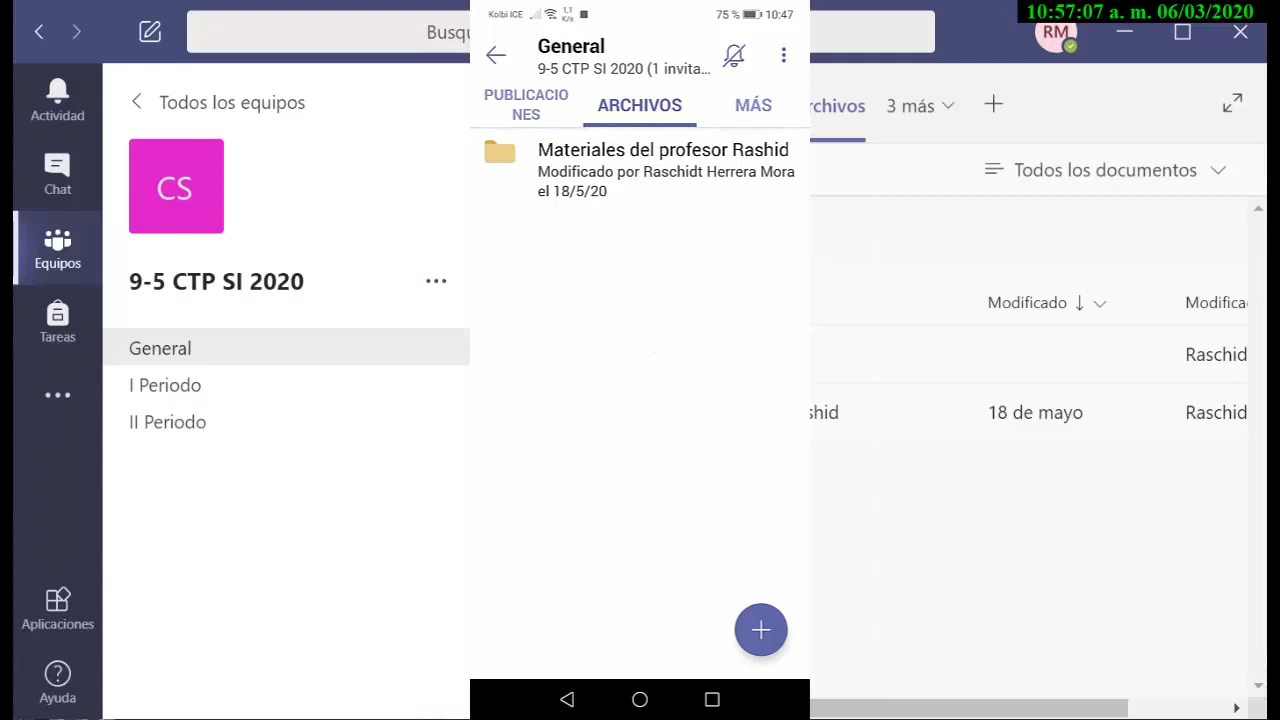 10:57:07 a. m. 06/03/2020
Busqu
RM
Actividad
Chat
Equipos
Tareas
Aplicaciones
Ayuda
Todos los equipos
CS
9-5 CTP SI 2020
General
I Periodo
II Periodo
Kolbi ICE
1,1
K/s
75 %
10:47
General
9-5 CTP SI 2020 (1 invita...
PUBLICACIO
NES
ARCHIVOS
MÁS
Materiales del profesor Rashid
Modificado por Raschidt Herrera Mora
el 18/5/20
rchivos
3 más
Todos los documentos
Modificado
Modificac
Raschid
shid
18 de mayo
Raschid